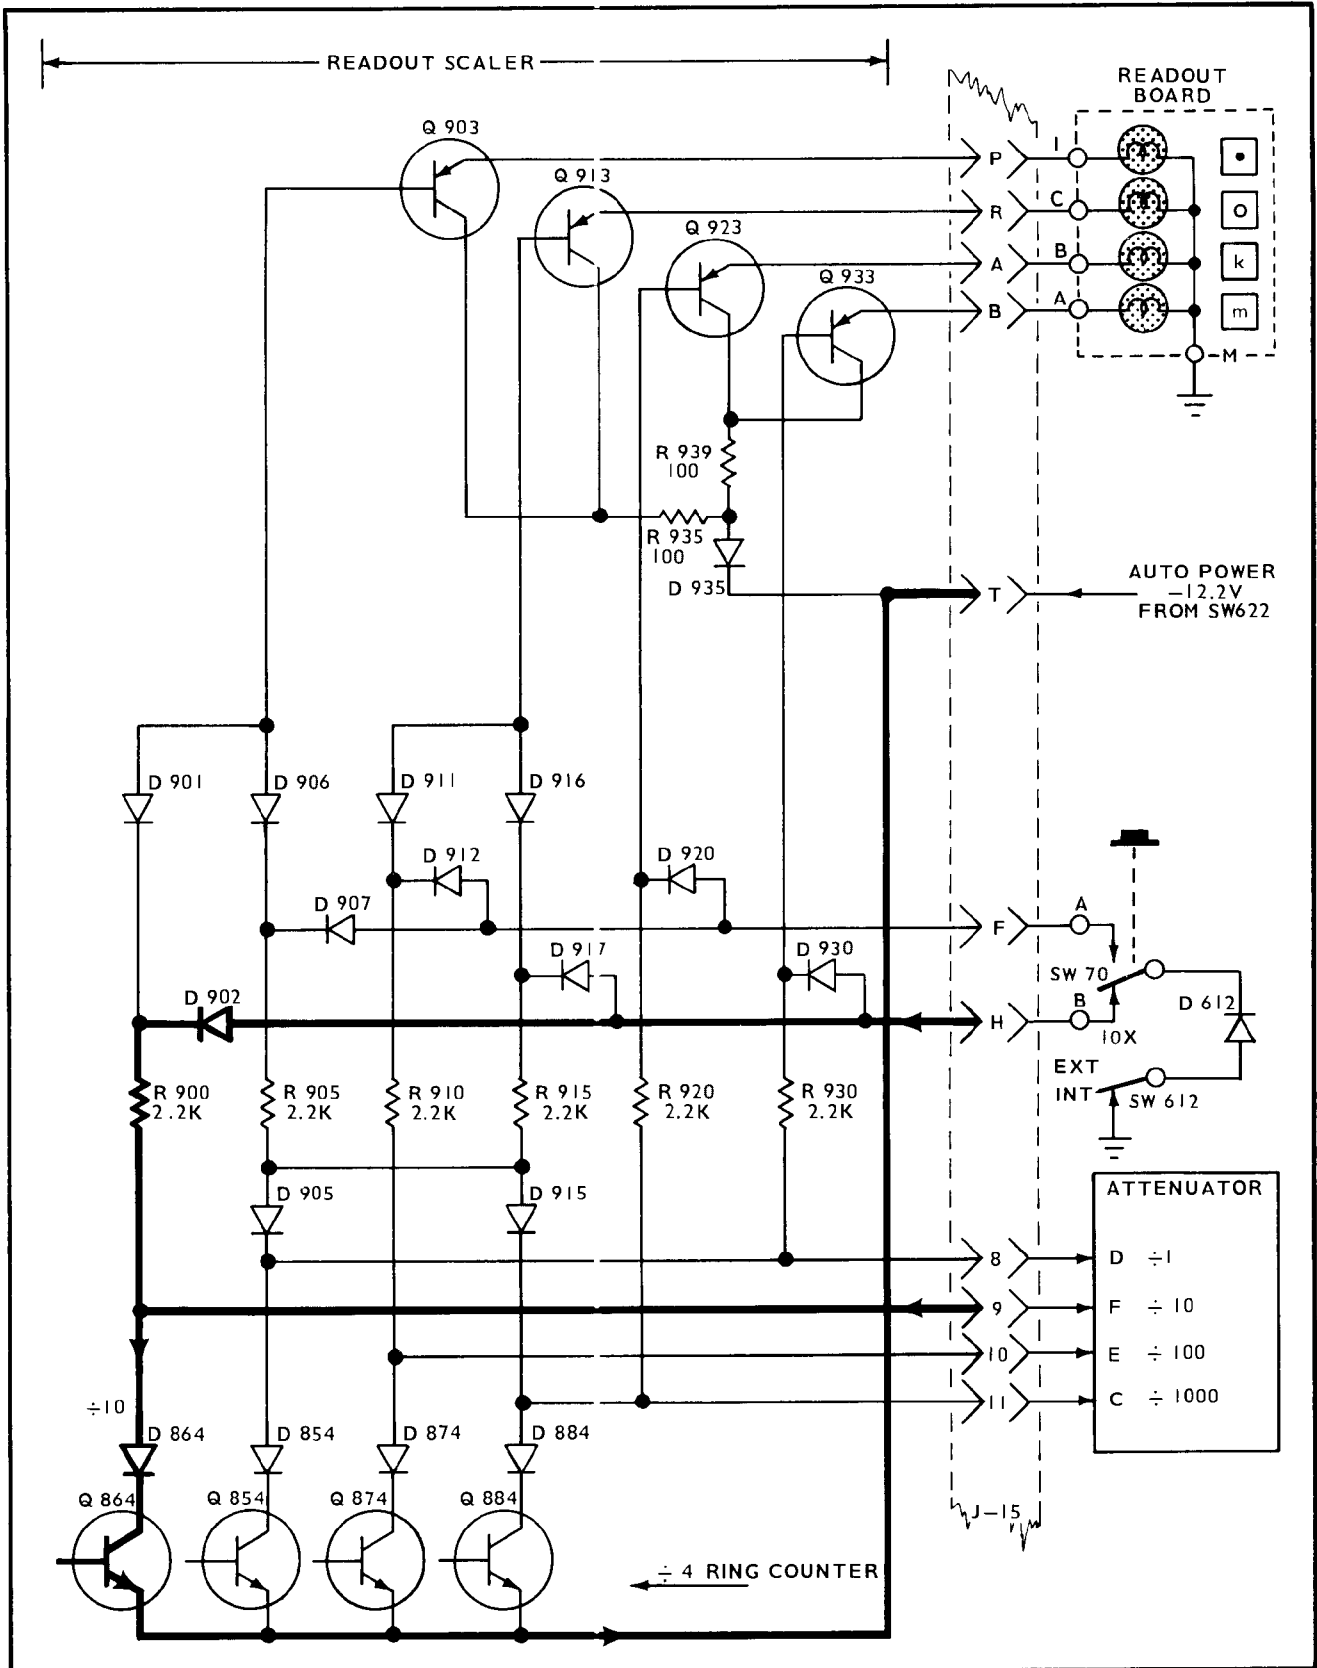 READOUT SCALER
READOUT
BOARD
Q 903
P
I
Q 913
R
C
O
Q 923
A
B
k
Q 933
B
A
m
M
R 939
100
R 935
100
D 935
T
AUTO POWER
-12.2V
FROM SW622
D 901
D 906
D 911
D 916
D 912
D 920
D 907
F
A
D 917
D 930
SW 70
D 902
H
B
10X
D 612
R 900
2.2K
R 905
2.2K
R 910
2.2K
R 915
2.2K
R 920
2.2K
R 930
2.2K
EXT
INT
SW 612
D 905
D 915
ATTENUATOR
8
D ÷1
9
F ÷ 10
10
E ÷ 100
11
C ÷ 1000
÷10
D 864
D 854
D 874
D 884
Q 864
Q 854
Q 874
Q 884
J-15
÷ 4 RING COUNTER